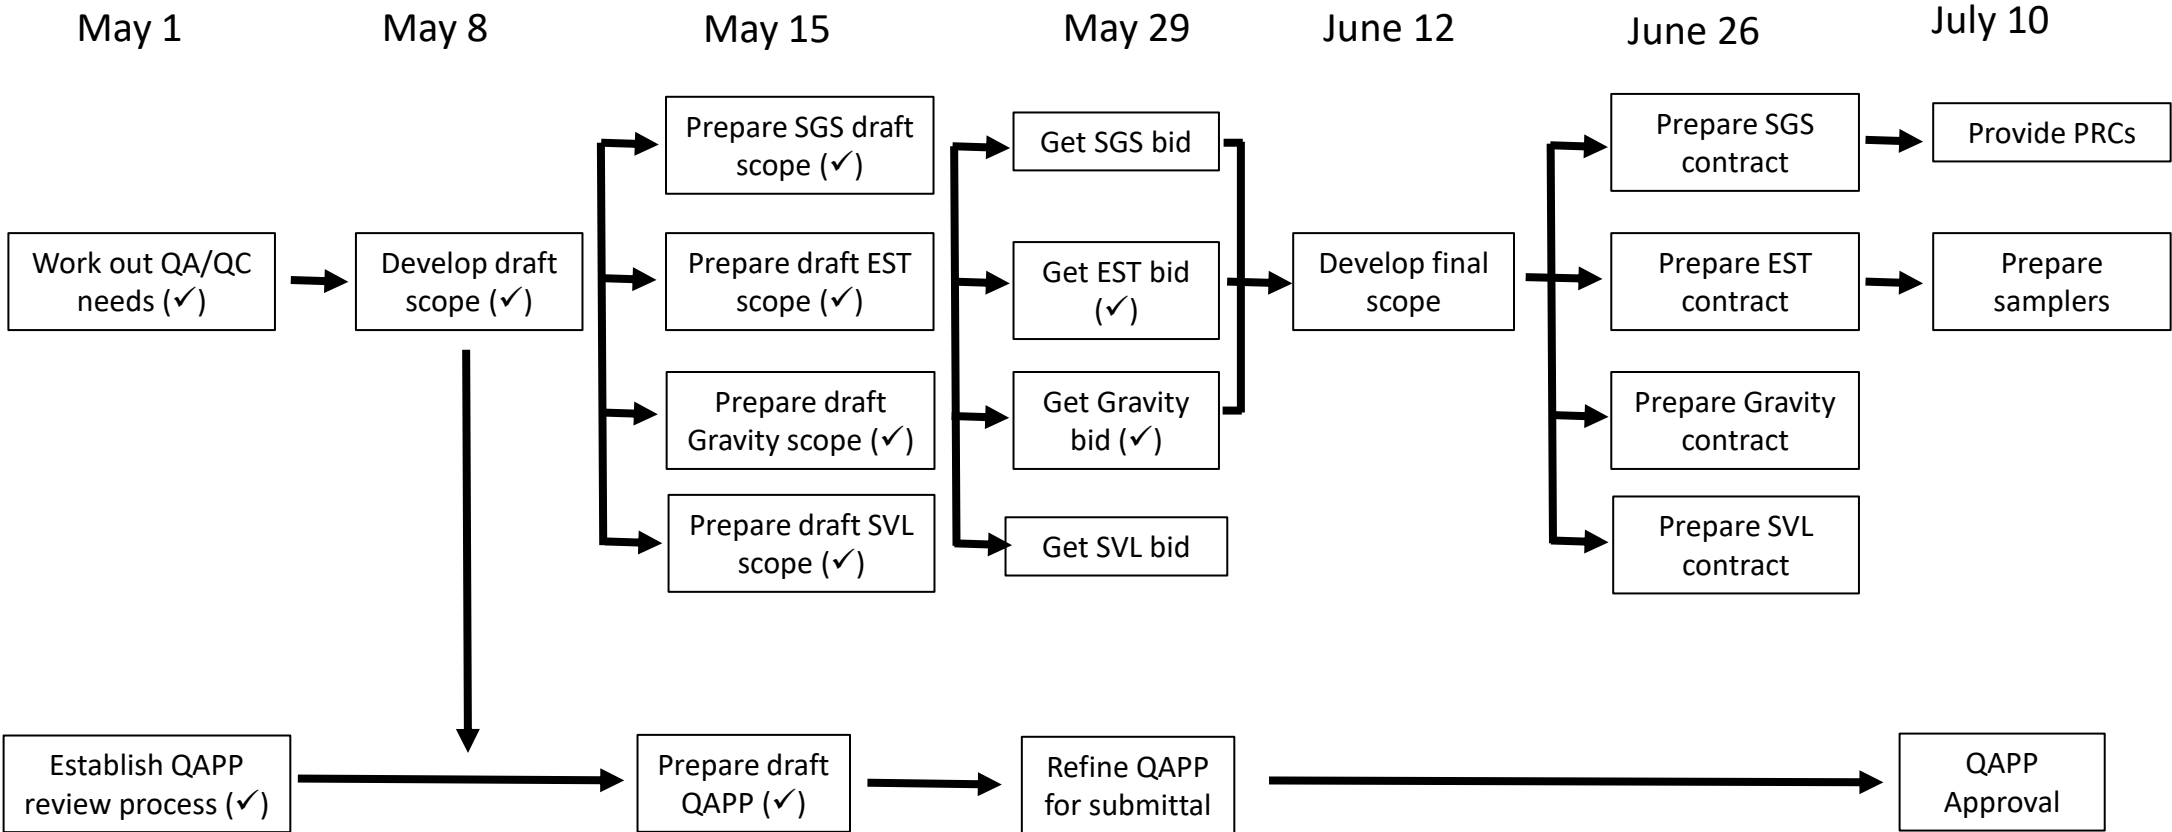 May 1
May 8
May 15
May 29
June 12
June 26
July 10
Prepare SGS draft
scope (✓)
Get SGS bid
Prepare SGS
contract
Provide PRCs
Work out QA/QC
needs (✓)
Develop draft
scope (✓)
Prepare draft EST
scope (✓)
Get EST bid
(✓)
Develop final
scope
Prepare EST
contract
Prepare
samplers
Prepare draft
Gravity scope (✓)
Get Gravity
bid (✓)
Prepare Gravity
contract
Prepare draft SVL
scope (✓)
Get SVL bid
Prepare SVL
contract
Establish QAPP
review process (✓)
Prepare draft
QAPP (✓)
Refine QAPP
for submittal
QAPP
Approval